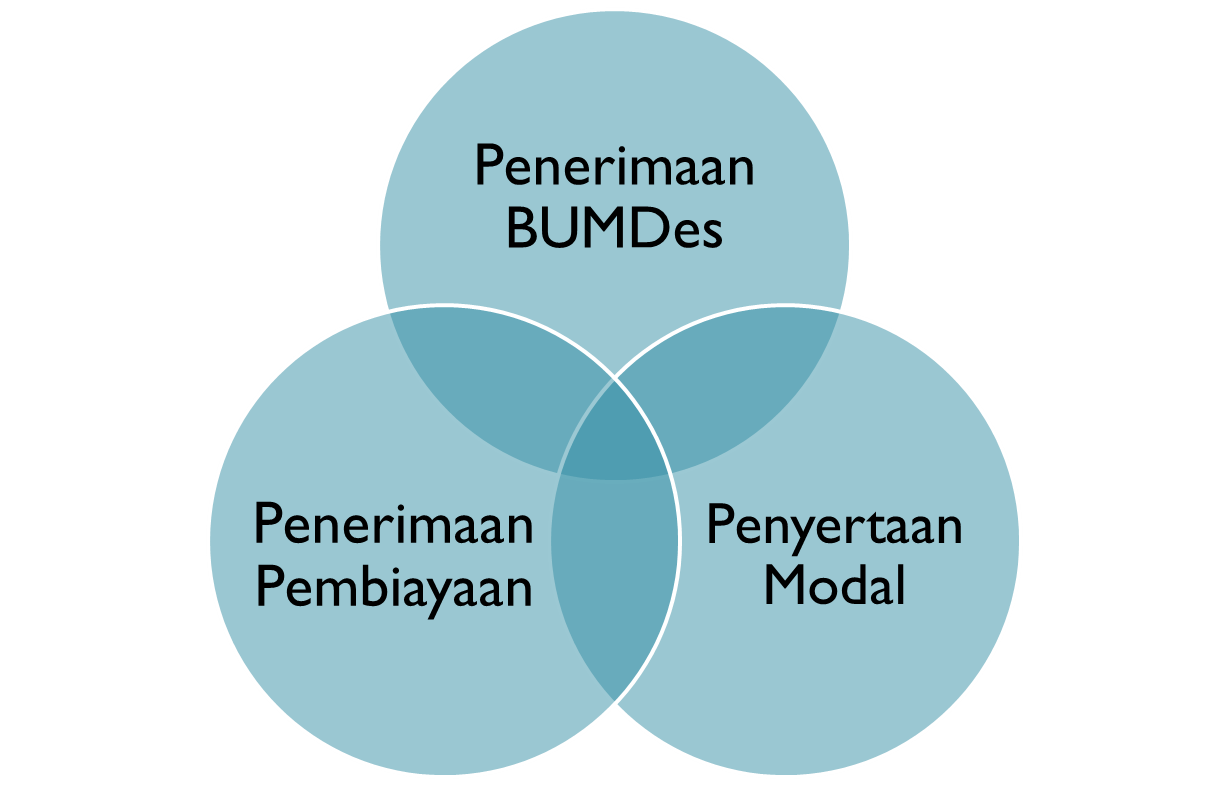 Penerimaan
BUMDes
Penerimaan
Pembiayaan
Penyertaan
Modal